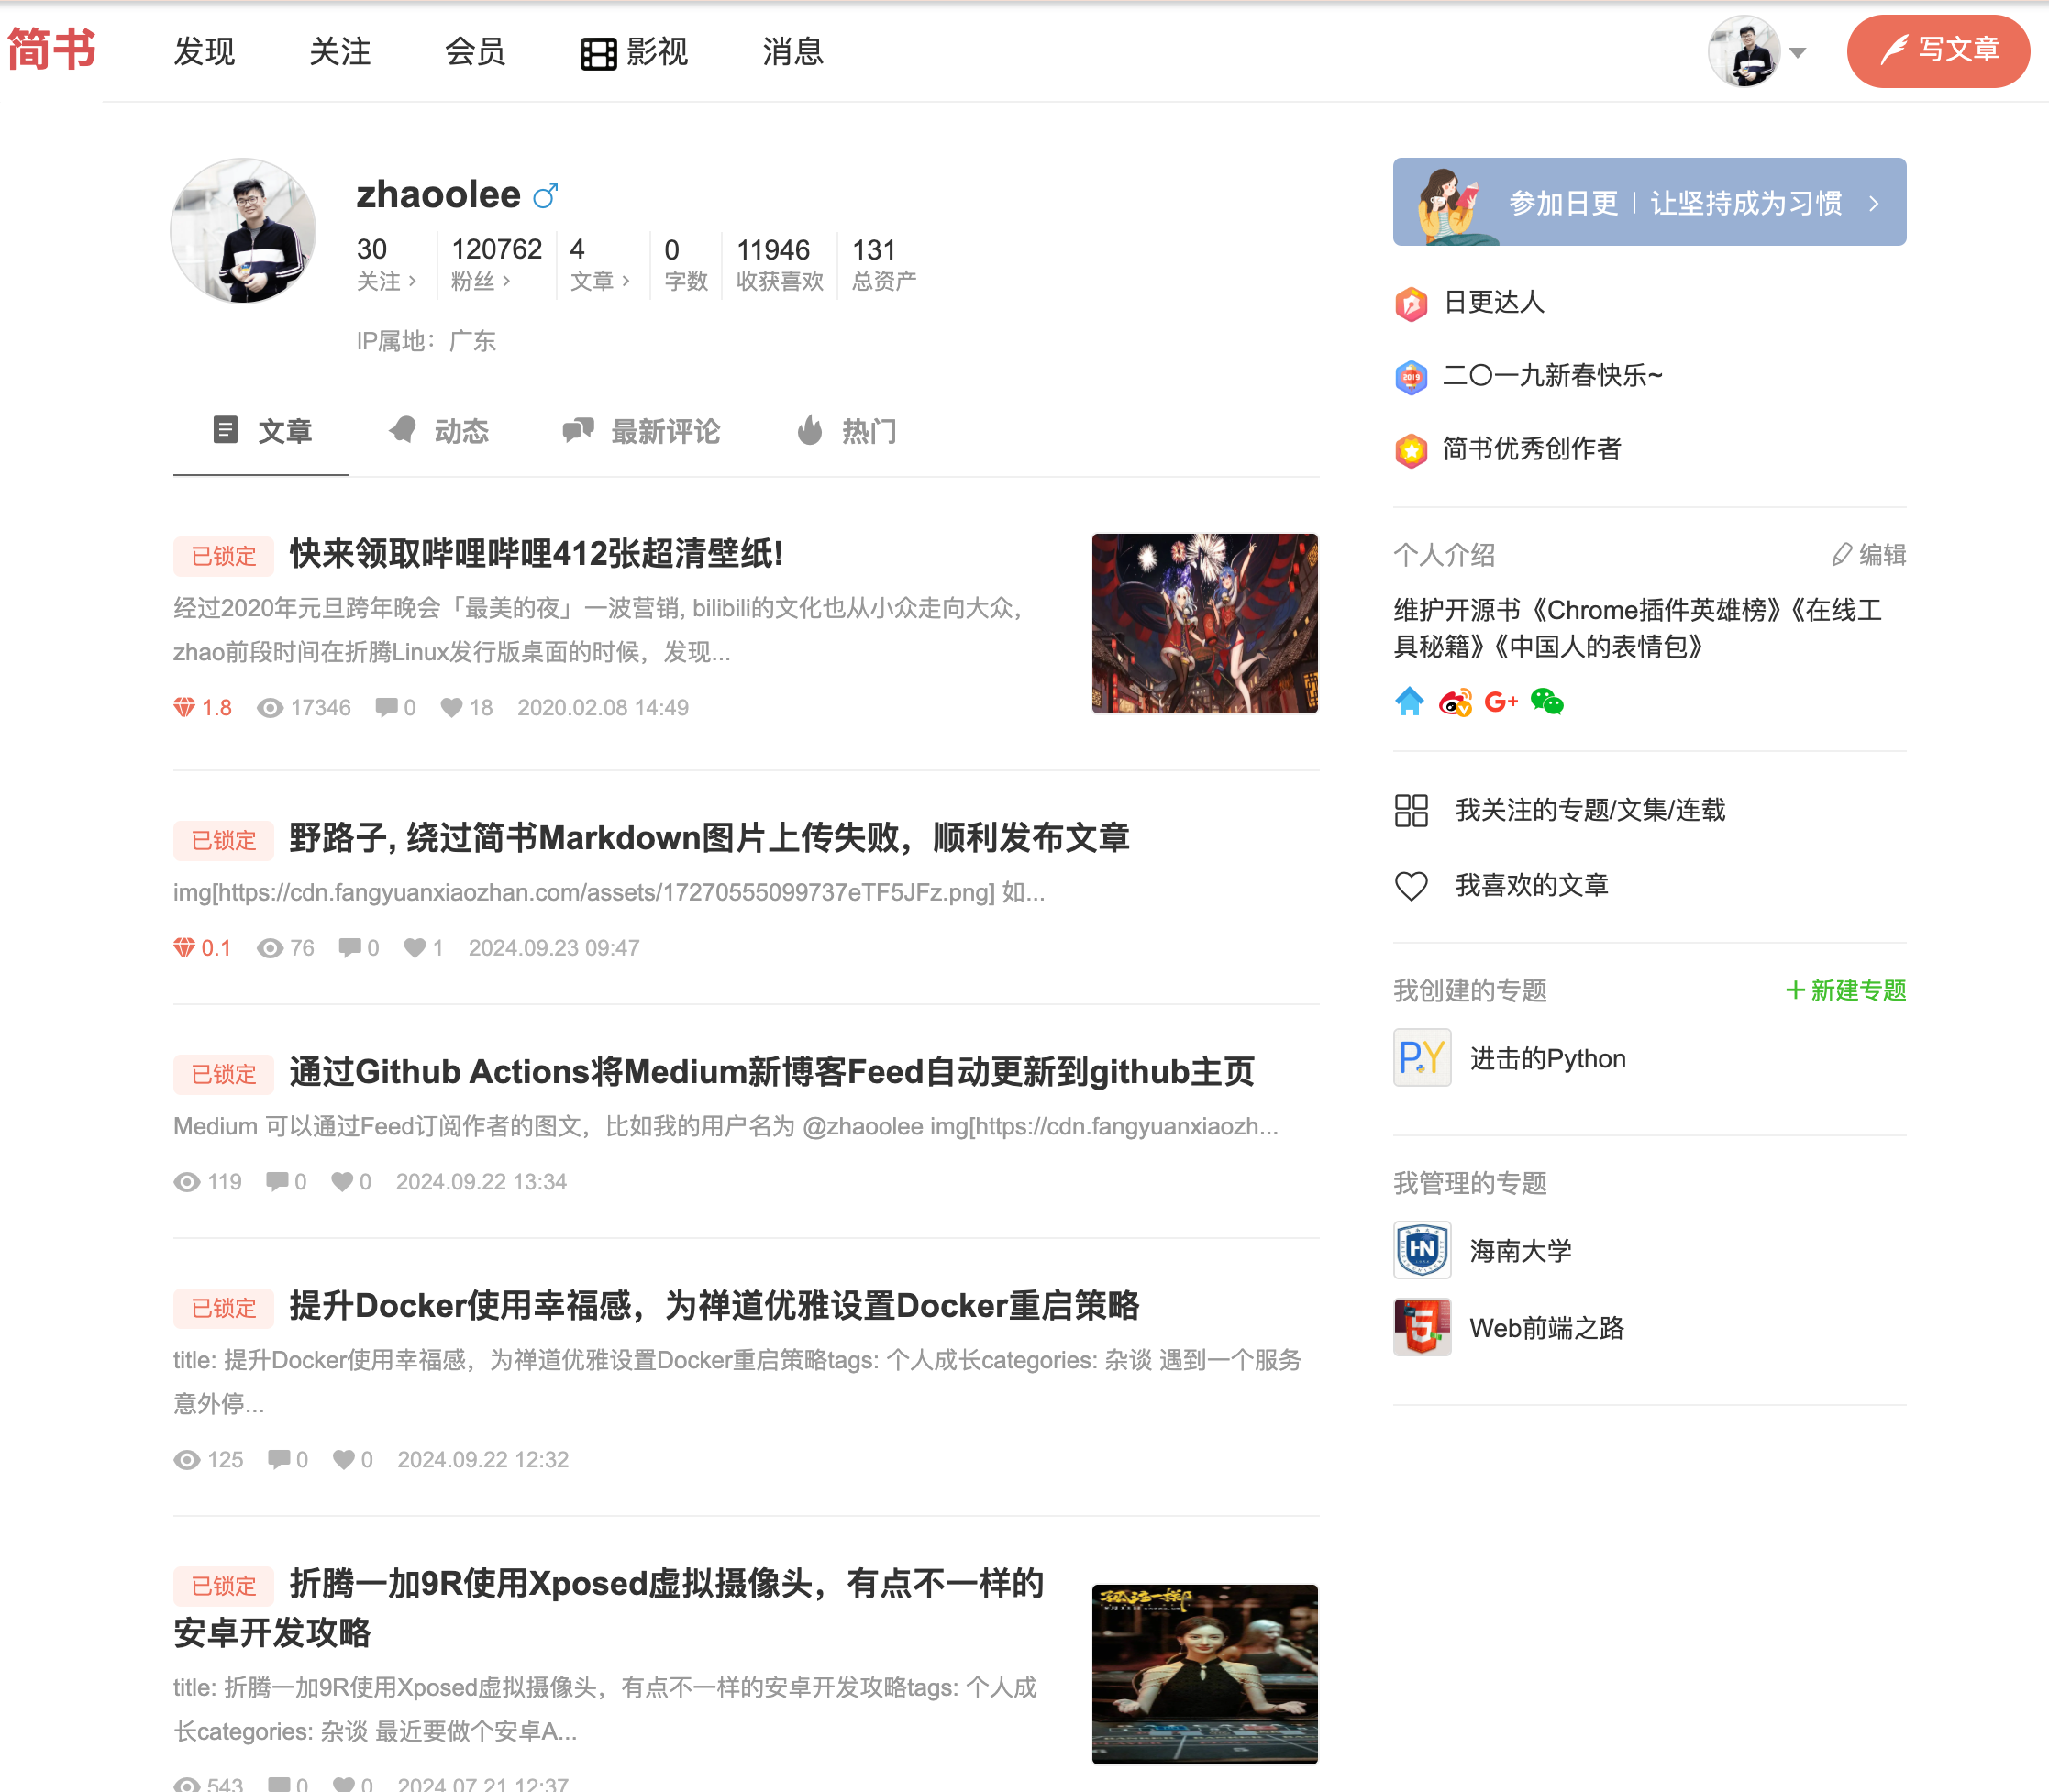 简书
发现
关注
会员
影视
消息
写文章
zhaoolee
30
关注
120762
粉丝
4
文章
0
字数
11946
收获喜欢
131
总资产
IP属地：广东
文章
动态
最新评论
热门
已锁定 快来领取哔哩哔哩412张超清壁纸!
经过2020年元旦跨年晚会「最美的夜」一波营销, bilibili的文化也从小众走向大众，
zhao前段时间在折腾Linux发行版桌面的时候，发现...
1.8 17346 0 18 2020.02.08 14:49
已锁定 野路子, 绕过简书Markdown图片上传失败，顺利发布文章
img[https://cdn.fangyuanxiaozhan.com/assets/17270555099737eTF5JFz.png] 如...
0.1 76 0 1 2024.09.23 09:47
已锁定 通过Github Actions将Medium新博客Feed自动更新到github主页
Medium 可以通过Feed订阅作者的图文，比如我的用户名为 @zhaoolee img[https://cdn.fangyuanxiaozh...
119 0 0 2024.09.22 13:34
已锁定 提升Docker使用幸福感，为禅道优雅设置Docker重启策略
title: 提升Docker使用幸福感，为禅道优雅设置Docker重启策略tags: 个人成长categories: 杂谈 遇到一个服务
意外停...
125 0 0 2024.09.22 12:32
已锁定 折腾一加9R使用Xposed虚拟摄像头，有点不一样的
安卓开发攻略
title: 折腾一加9R使用Xposed虚拟摄像头，有点不一样的安卓开发攻略tags: 个人成
长categories: 杂谈 最近要做个安卓A...
543 0 0 2024.07.21 12:37
孤注一掷
参加日更 | 让坚持成为习惯
日更达人
2019
二〇一九新春快乐~
简书优秀创作者
个人介绍
编辑
维护开源书《Chrome插件英雄榜》《在线工
具秘籍》《中国人的表情包》
G+
我关注的专题/文集/连载
我喜欢的文章
我创建的专题
+ 新建专题
PY
进击的Python
我管理的专题
HN
海南大学
5
Web前端之路